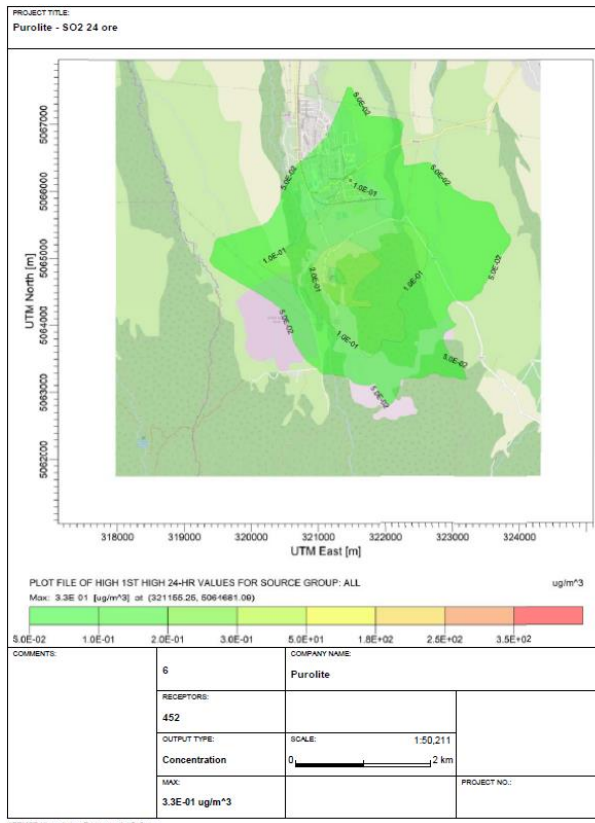 PROJECT TITLE:
Purolite - SO2 24 ore
5.0E-02
5.0E-02
5.0E-02
1.0E-01
1.0E-01
5.0E-02
2.0E-01
1.0E-01
5.0E-02
1.0E-01
5.0E-02
5.0E-02
UTM North [m]
5067000
5066000
5065000
5064000
5063000
5062000
318000 319000 320000 321000 322000 323000 324000
UTM East [m]
PLOT FILE OF HIGH 1ST HIGH 24-HR VALUES FOR SOURCE GROUP: ALL ug/m^3
Max: 3.3E-01 [ug/m^3] at (321155.25, 5064681.09)
5.0E-02 1.0E-01 2.0E-01 3.0E-01 5.0E+01 1.8E+02 2.5E+02 3.5E+02
COMMENTS:
6
COMPANY NAME:
Purolite
RECEPTORS:
452
OUTPUT TYPE:
Concentration
SCALE: 1:50,211
0 2 km
MAX:
3.3E-01 ug/m^3
PROJECT NO.: